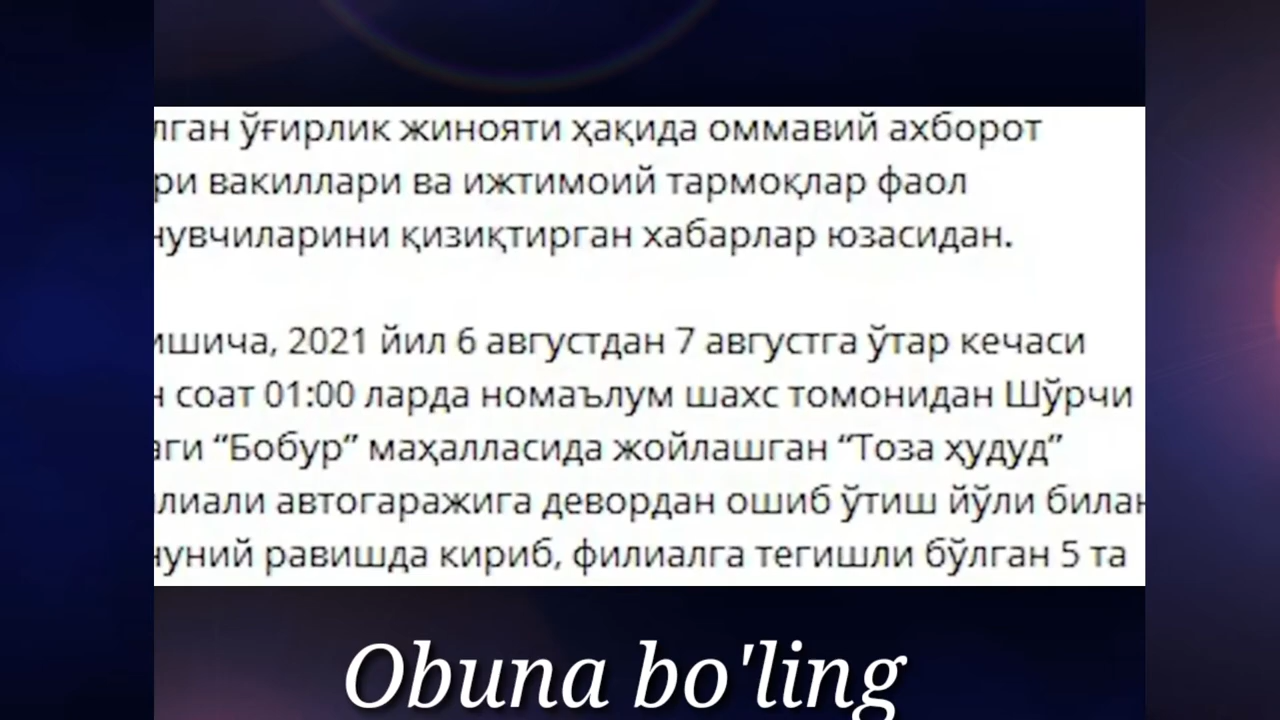 лган ўғирлик жинояти ҳақида оммавий ахборот
ри вакиллари ва ижтимоий тармоқлар фаол
нувчиларини қизиқтирган хабарлар юзасидан.
ишича, 2021 йил 6 августдан 7 августга ўтар кечаси
н соат 01:00 ларда номаълум шахс томонидан Шўрчи
аги “Бобур” маҳалласида жойлашган “Тоза ҳудуд”
лиали автогаражига девордан ошиб ўтиш йўли билан
нуний равишда кириб, филиалга тегишли бўлган 5 та
Obuna bo'ling